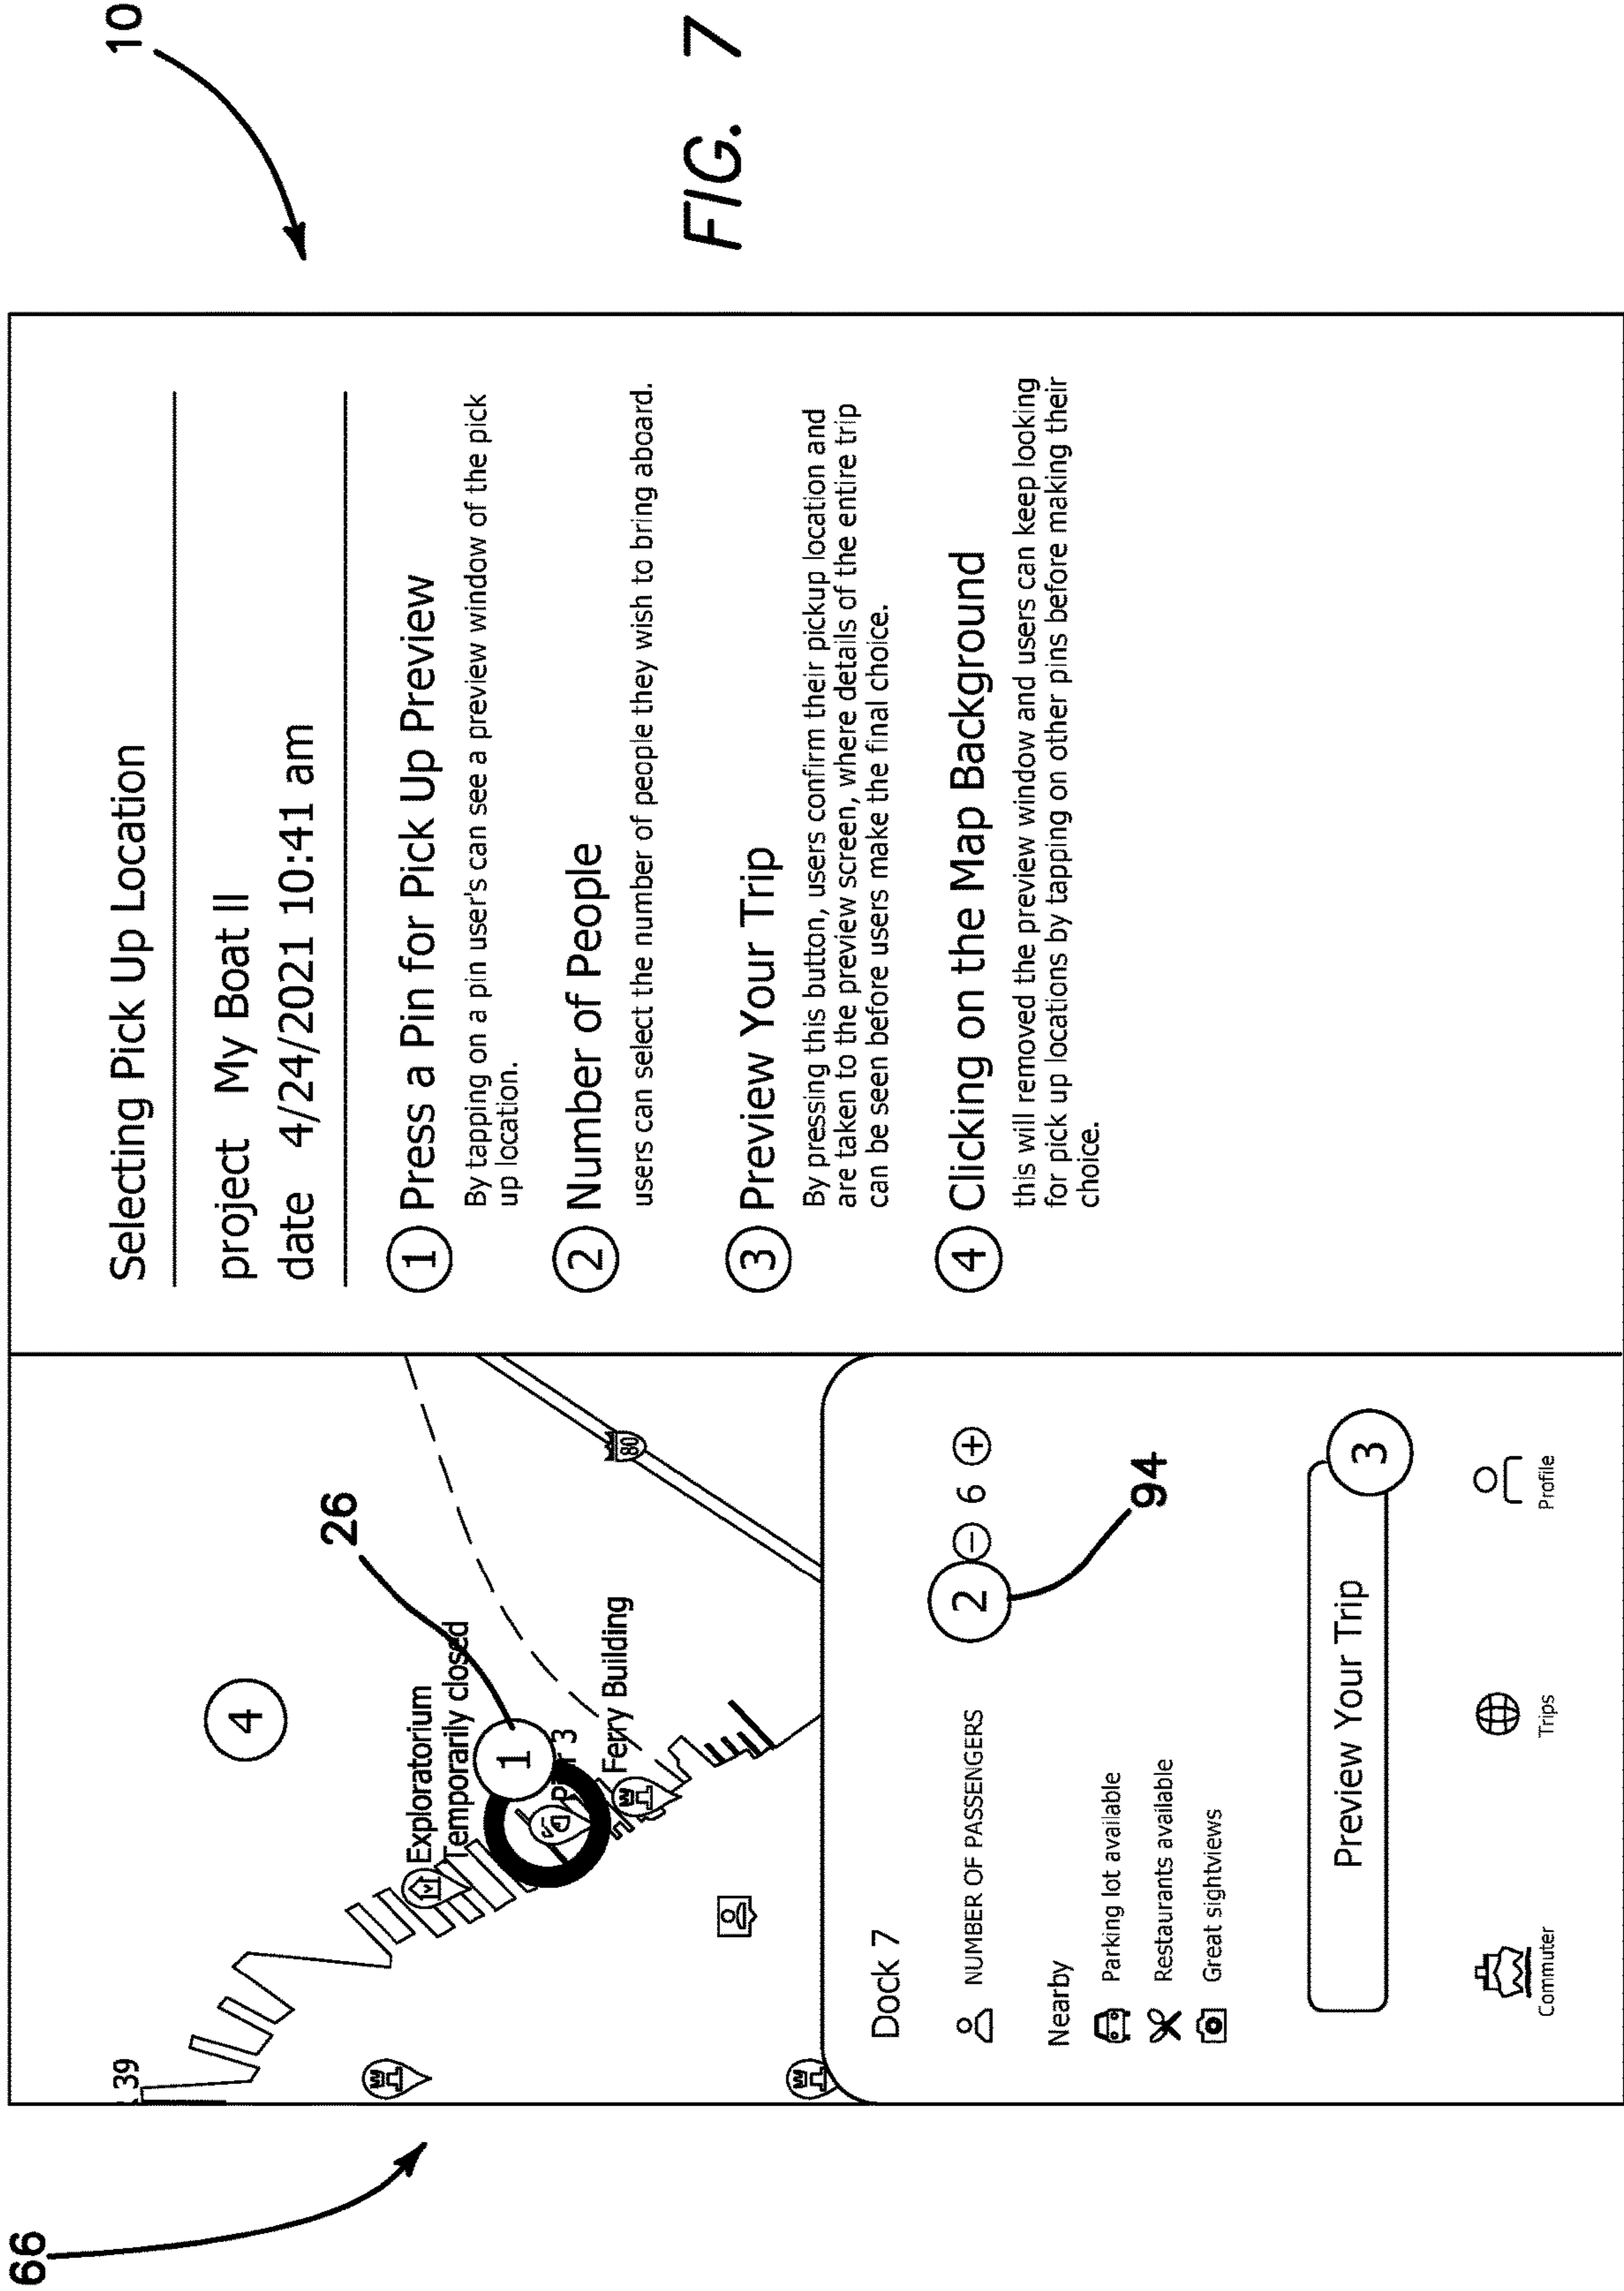 66
10
39
4
Exploratorium
Temporarily closed
26
1
3
Ferry Building
80
Dock 7
NUMBER OF PASSENGERS
2
6
94
Nearby
Parking lot available
Restaurants available
Great sightviews
Preview Your Trip
3
Commuter
Trips
Profile
Selecting Pick Up Location
project My Boat II
date 4/24/2021 10:41 am
1 Press a Pin for Pick Up Preview
By tapping on a pin user's can see a preview window of the pick
up location.
2 Number of People
users can select the number of people they wish to bring aboard.
3 Preview Your Trip
By pressing this button, users confirm their pickup location and
are taken to the preview screen, where details of the entire trip
can be seen before users make the final choice.
4 Clicking on the Map Background
this will removed the preview window and users can keep looking
for pick up locations by tapping on other pins before making their
choice.
FIG. 7